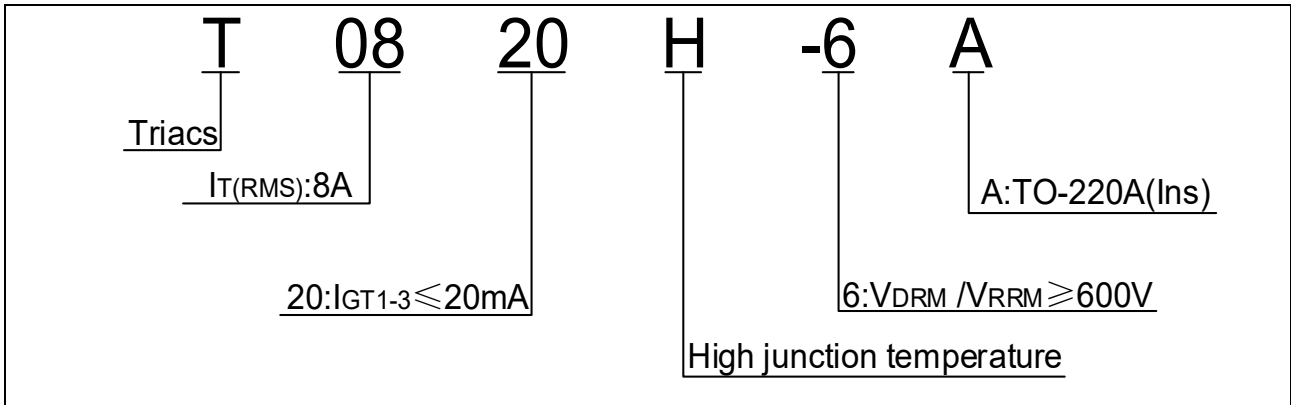 T 08 20 H -6 A
Triacs
IT(RMS):8A
A:TO-220A(Ins)
20:IGT1-3≤20mA
6:VDRM /VRRM≥600V
High junction temperature